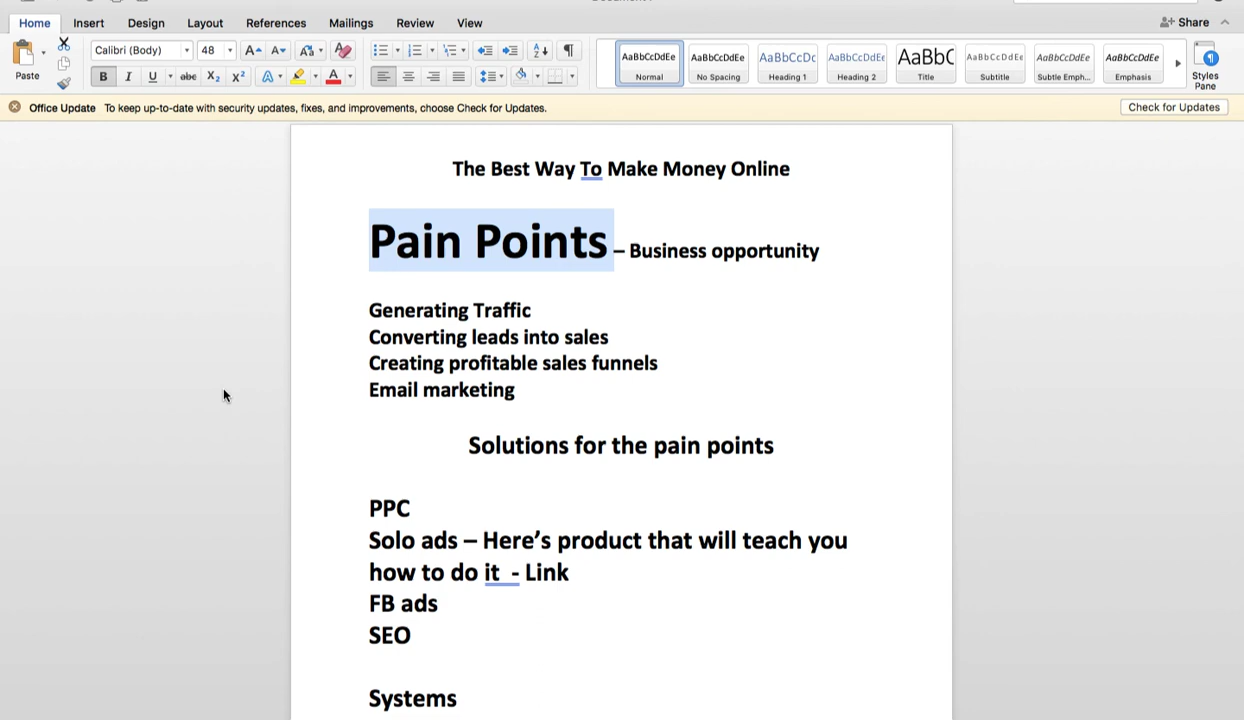 Home Insert Design Layout References Mailings Review View Share
Paste Calibri (Body) 48 AaBbCcDdEe AaBbCcDdEe AaBbCcDc AaBbCcDdEe AaBbC AaBbCcDdEe AaBbCcDdEe AaBbCcDdEe
B I U abc X2 X2 A A Normal No Spacing Heading 1 Heading 2 Title Subtitle Subtle Emph... Emphasis Styles Pane
Office Update To keep up-to-date with security updates, fixes, and improvements, choose Check for Updates. Check for Updates
The Best Way To Make Money Online
Pain Points – Business opportunity
Generating Traffic
Converting leads into sales
Creating profitable sales funnels
Email marketing
Solutions for the pain points
PPC
Solo ads – Here’s product that will teach you
how to do it - Link
FB ads
SEO
Systems